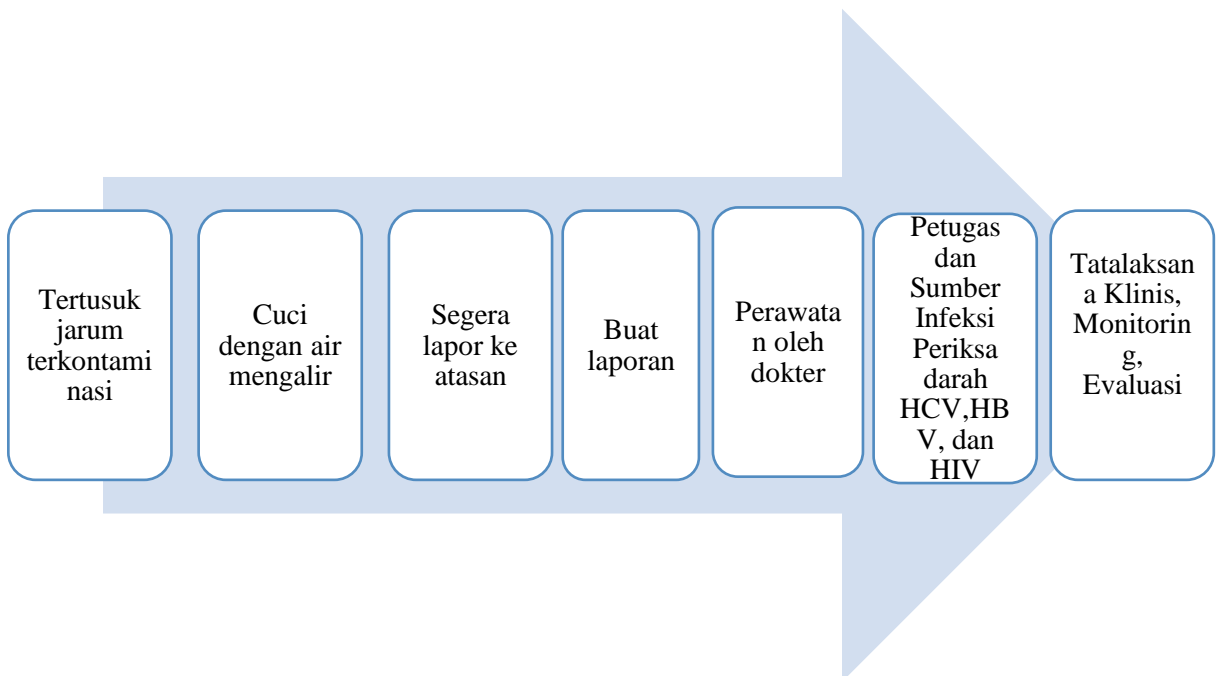 Tertusuk
jarum
terkontami
nasi
Cuci
dengan air
mengalir
Segera
lapor ke
atasan
Buat
laporan
Perawata
n oleh
dokter
Petugas
dan
Sumber
Infeksi
Periksa
darah
HCV,HB
V, dan
HIV
Tatalaksan
a Klinis,
Monitorin
g,
Evaluasi